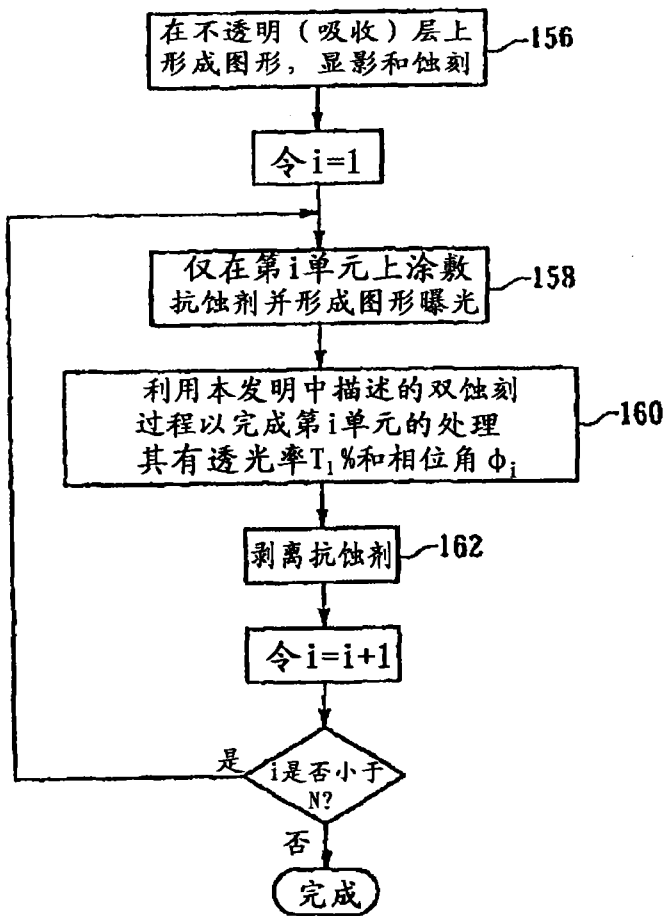 在不透明（吸收）层上
形成图形，显影和蚀刻
156
令i=1
仅在第i单元上涂敷
抗蚀剂并形成图形曝光
158
利用本发明中描述的双蚀刻
过程以完成第i单元的处理
其有透光率T₁%和相位角ϕᵢ
160
剥离抗蚀剂
162
令i=i+1
i是否小于
N?
是
否
完成